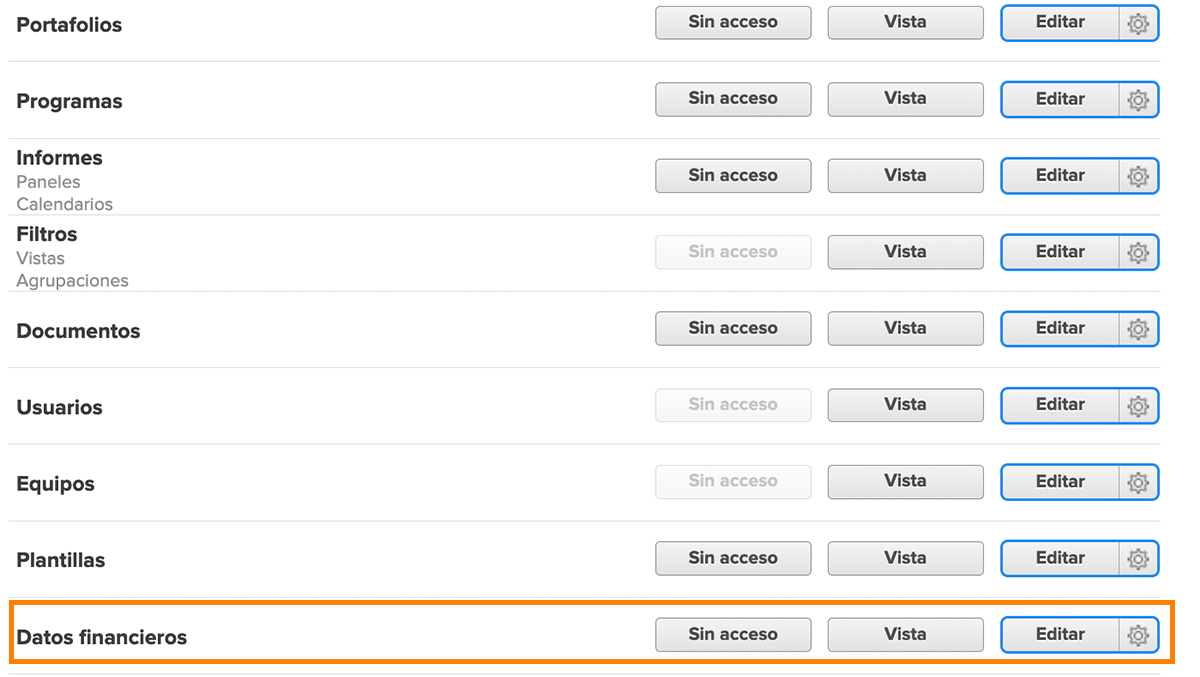 Portafolios Sin acceso Vista Editar
Programas Sin acceso Vista Editar
Informes
Paneles
Calendarios
Sin acceso Vista Editar
Filtros
Vistas
Agrupaciones
Sin acceso Vista Editar
Documentos Sin acceso Vista Editar
Usuarios Sin acceso Vista Editar
Equipos Sin acceso Vista Editar
Plantillas Sin acceso Vista Editar
Datos financieros Sin acceso Vista Editar